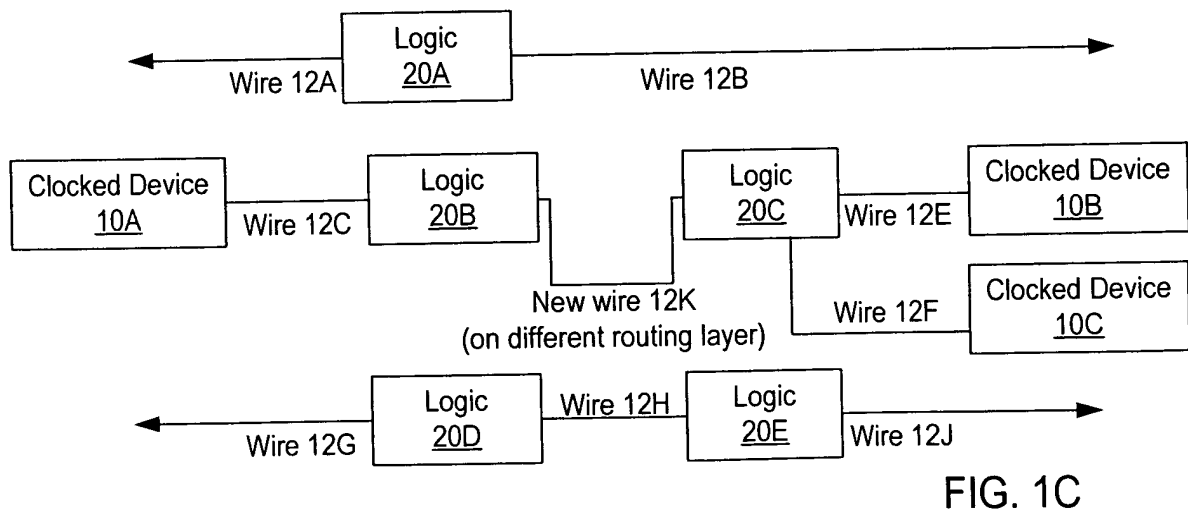 Logic
20A
Wire 12A
Wire 12B
Clocked Device
10A
Wire 12C
Logic
20B
Logic
20C
Wire 12E
Clocked Device
10B
New wire 12K
(on different routing layer)
Wire 12F
Clocked Device
10C
Wire 12G
Logic
20D
Wire 12H
Logic
20E
Wire 12J
FIG. 1C